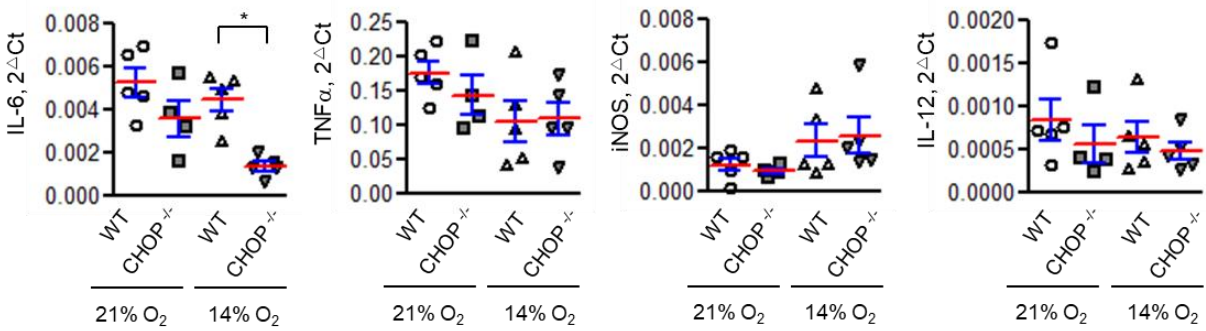 IL-6, 2△Ct
0.008
0.006
0.004
0.002
0.000
*
WT
CHOP-/-
WT
CHOP-/-
21% O2
14% O2
TNFα, 2△Ct
0.25
0.20
0.15
0.10
0.05
0.00
WT
CHOP-/-
WT
CHOP-/-
21% O2
14% O2
iNOS, 2△Ct
0.008
0.006
0.004
0.002
0.000
WT
CHOP-/-
WT
CHOP-/-
21% O2
14% O2
IL-12, 2△Ct
0.0020
0.0015
0.0010
0.0005
0.0000
WT
CHOP-/-
WT
CHOP-/-
21% O2
14% O2